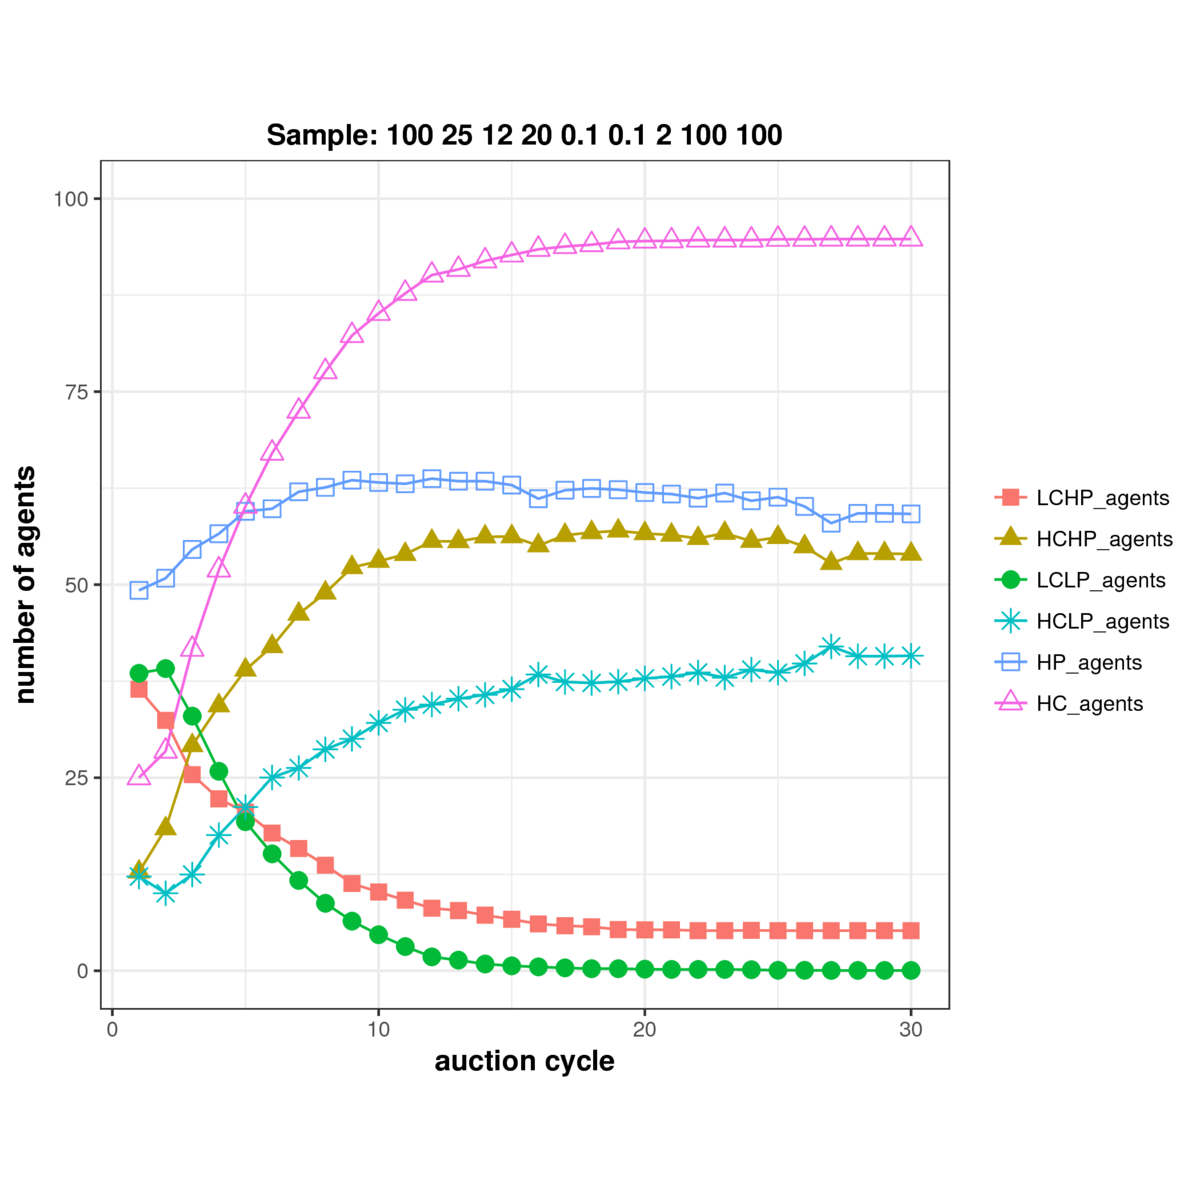 Sample: 100 25 12 20 0.1 0.1 2 100 100
100
75
50
25
0
number of agents
0 10 20 30
auction cycle
LCHP_agents
HCHP_agents
LCLP_agents
HCLP_agents
HP_agents
HC_agents